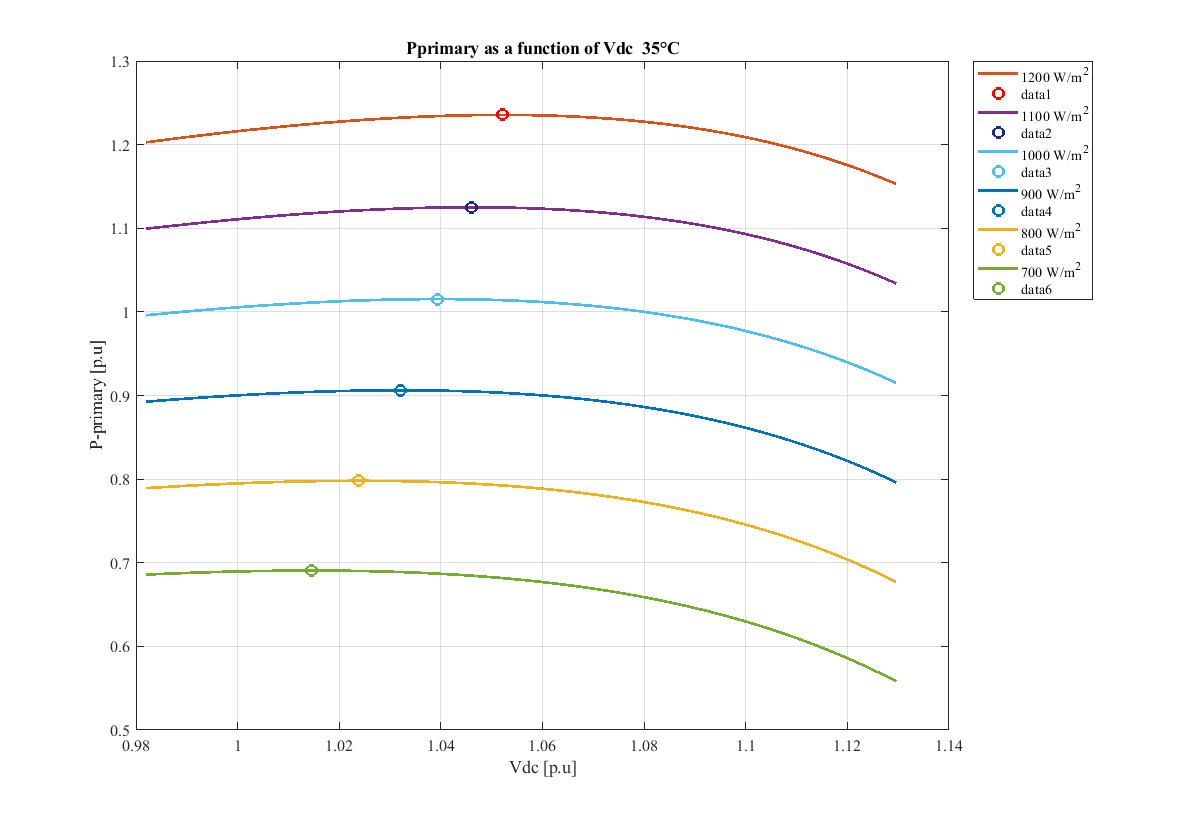 Pprimary as a function of Vdc 35°C
1.3
1.2
1.1
1
0.9
0.8
0.7
0.6
0.5
P-primary [p.u]
0.98
1
1.02
1.04
1.06
1.08
1.1
1.12
1.14
Vdc [p.u]
1200 W/m²
data1
1100 W/m²
data2
1000 W/m²
data3
900 W/m²
data4
800 W/m²
data5
700 W/m²
data6